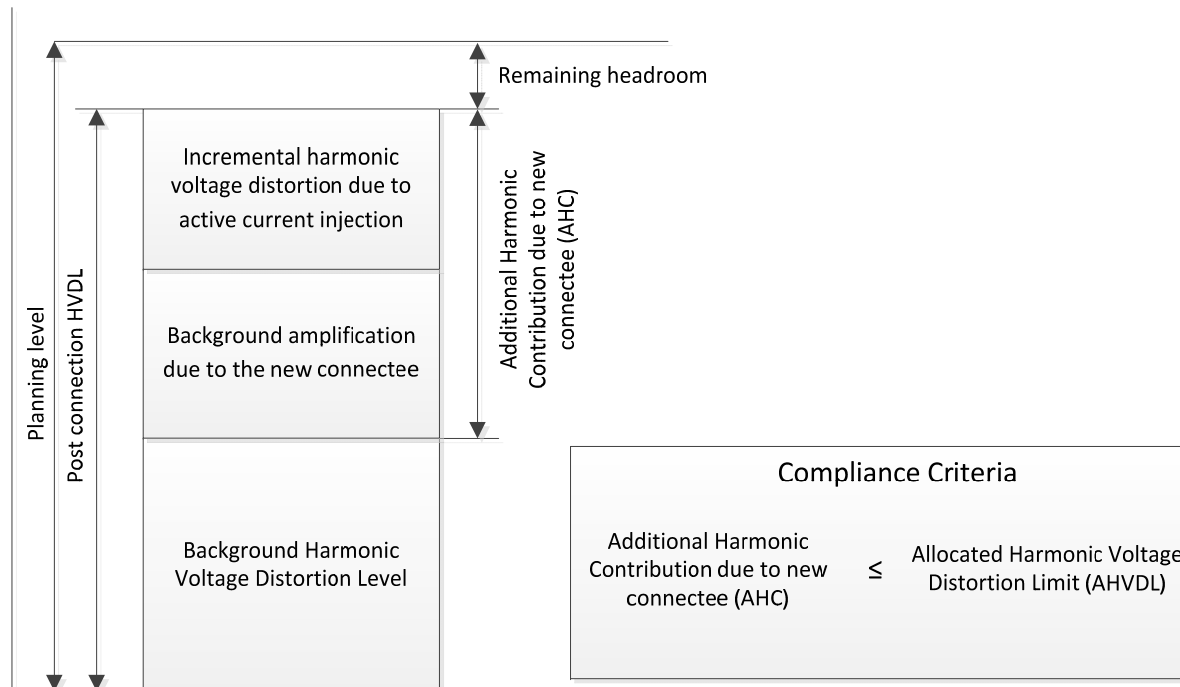 Remaining headroom
Incremental harmonic
voltage distortion due to
active current injection
Additional Harmonic
Contribution due to new
connectee (AHC)
Planning level
Post connection HVDL
Background amplification
due to the new connectee
Background Harmonic
Voltage Distortion Level
Compliance Criteria
Additional Harmonic
Contribution due to new
connectee (AHC)
≤
Allocated Harmonic Voltage
Distortion Limit (AHVDL)